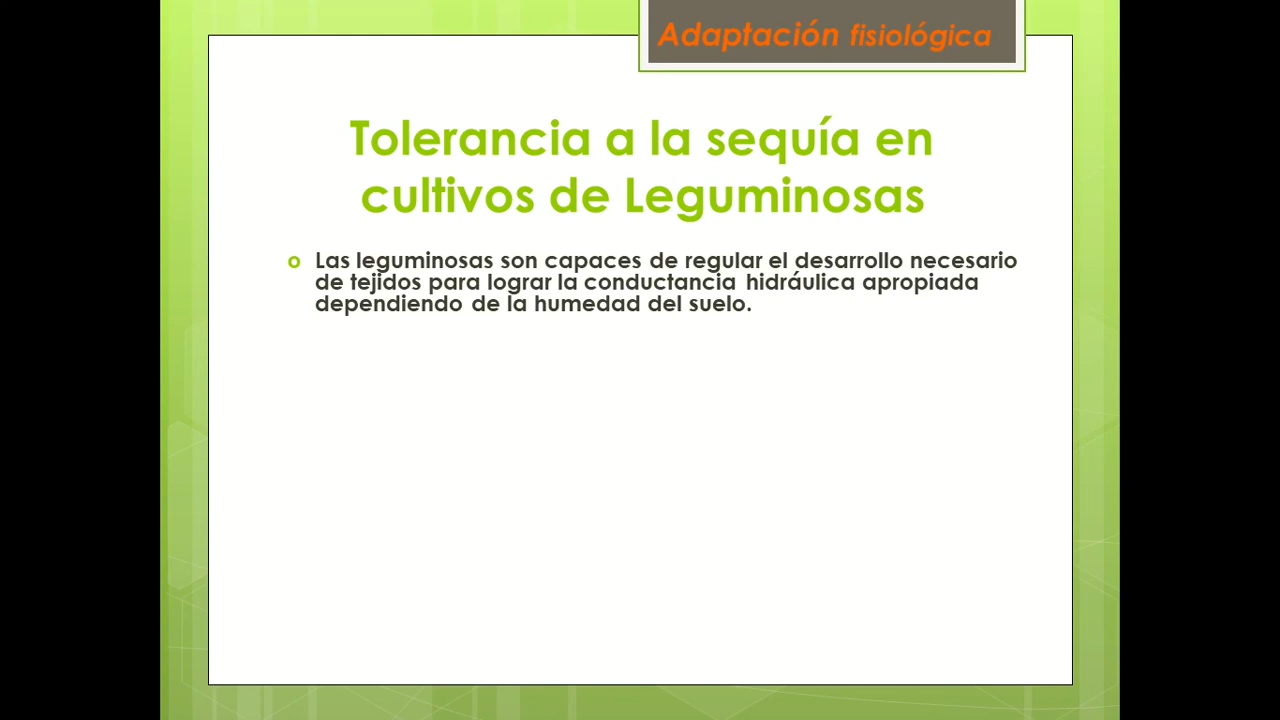 Adaptación fisiológica
Tolerancia a la sequía en
cultivos de Leguminosas
Las leguminosas son capaces de regular el desarrollo necesario
de tejidos para lograr la conductancia hidráulica apropiada
dependiendo de la humedad del suelo.